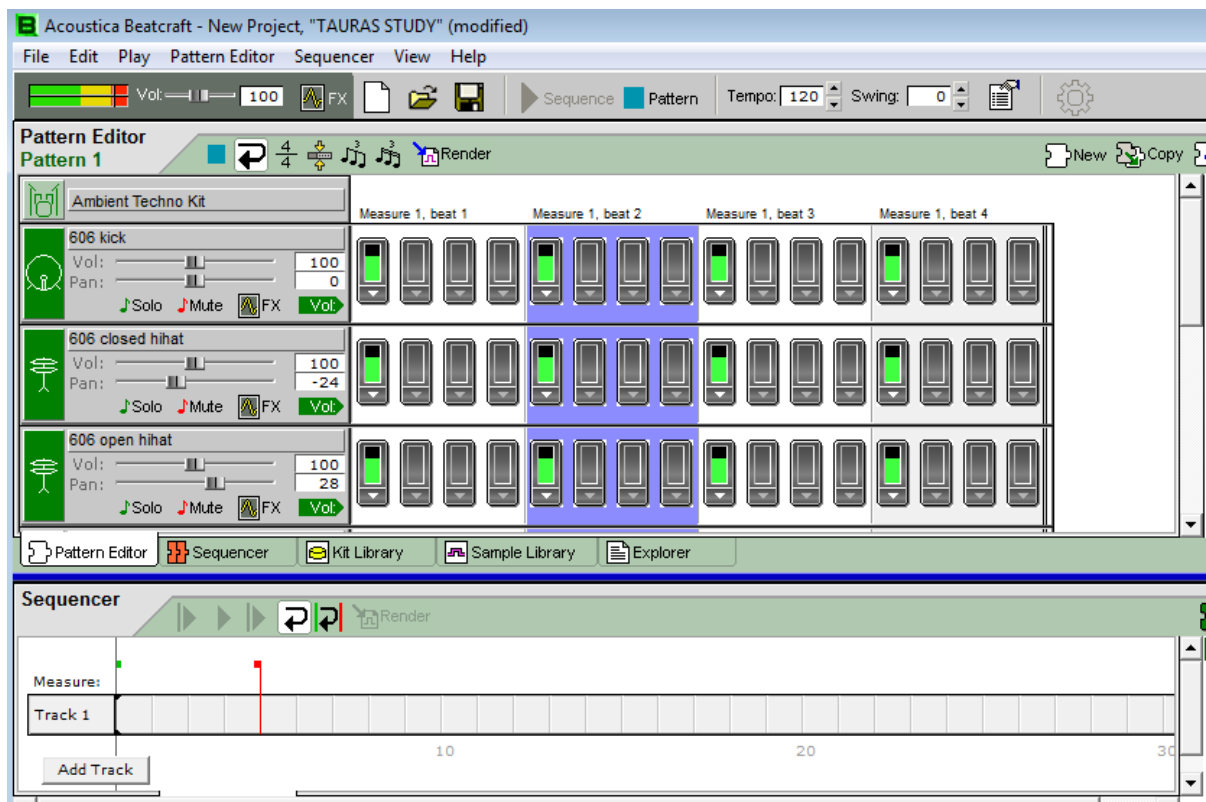 Acoustica Beatcraft - New Project, "TAURAS STUDY" (modified)
File Edit Play Pattern Editor Sequencer View Help
Vol: 100 FX Sequence Pattern Tempo: 120 Swing: 0
Pattern Editor
Pattern 1
4/4 3 3 Render New Copy
Ambient Techno Kit
Measure 1, beat 1 Measure 1, beat 2 Measure 1, beat 3 Measure 1, beat 4
606 kick
Vol: 100
Pan: 0
Solo Mute FX Vol:
606 closed hihat
Vol: 100
Pan: -24
Solo Mute FX Vol:
606 open hihat
Vol: 100
Pan: 28
Solo Mute FX Vol:
Pattern Editor Sequencer Kit Library Sample Library Explorer
Sequencer
Render
Measure:
Track 1
10 20 30
Add Track